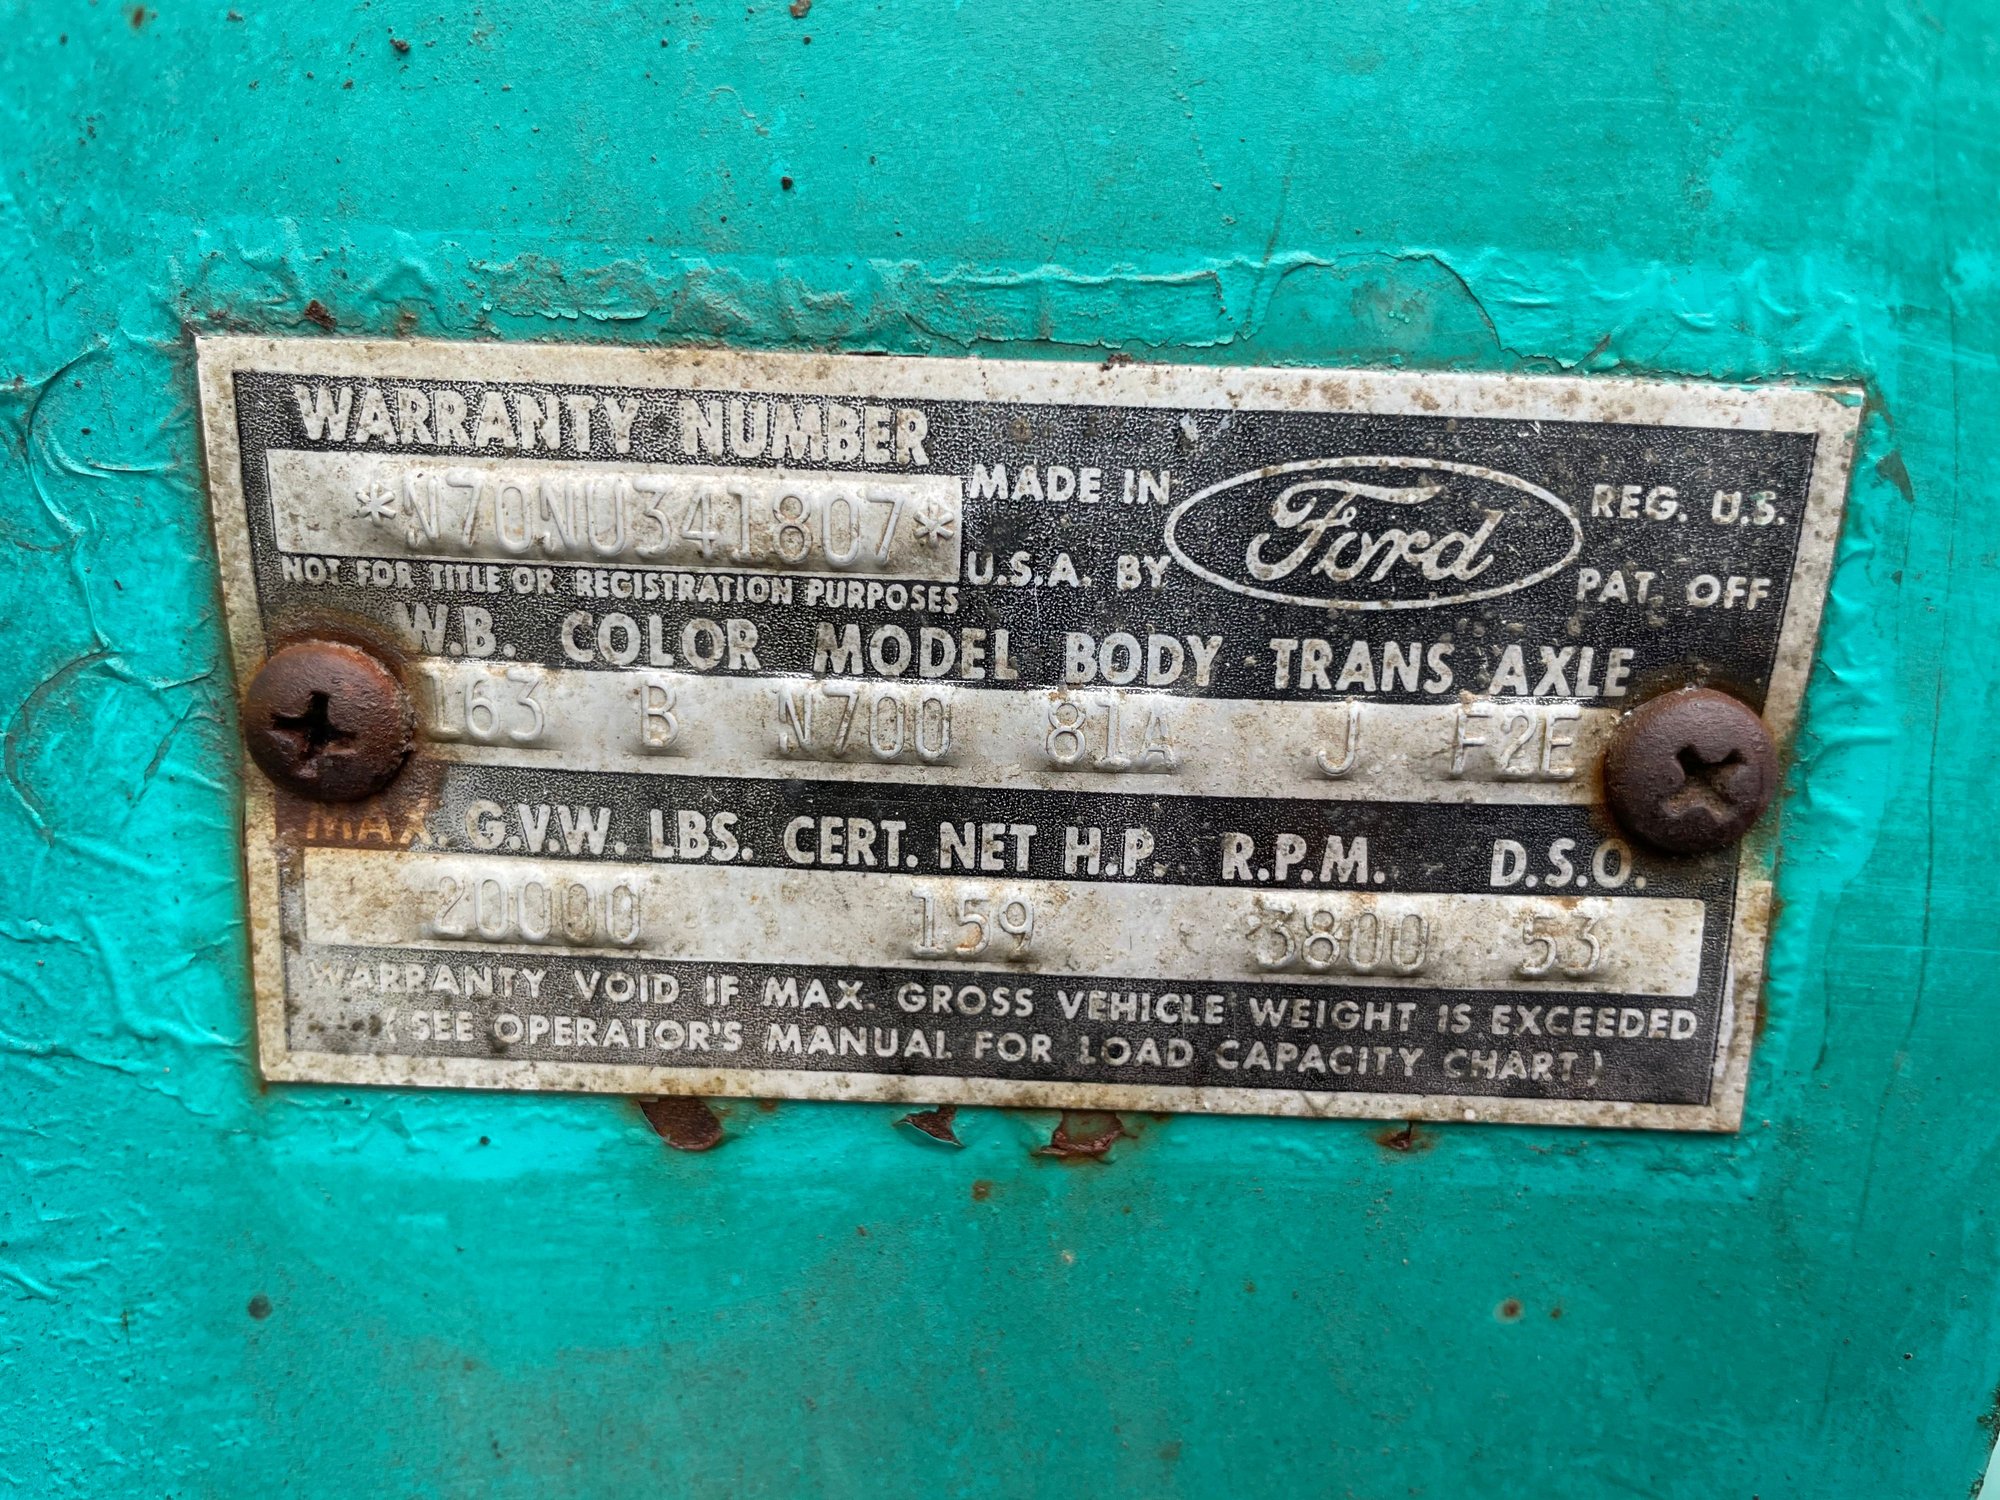 WARRANTY NUMBER
*N70NU341807*
NOT FOR TITLE OR REGISTRATION PURPOSES
MADE IN
U.S.A. BY
Ford
REG. U.S.
PAT. OFF
W.B. COLOR MODEL BODY TRANS AXLE
163 B N700 81A J F2E
MAX. G.V.W. LBS. CERT. NET H.P. R.P.M. D.S.O.
20000 159 3800 53
WARRANTY VOID IF MAX. GROSS VEHICLE WEIGHT IS EXCEEDED
(SEE OPERATOR'S MANUAL FOR LOAD CAPACITY CHART)